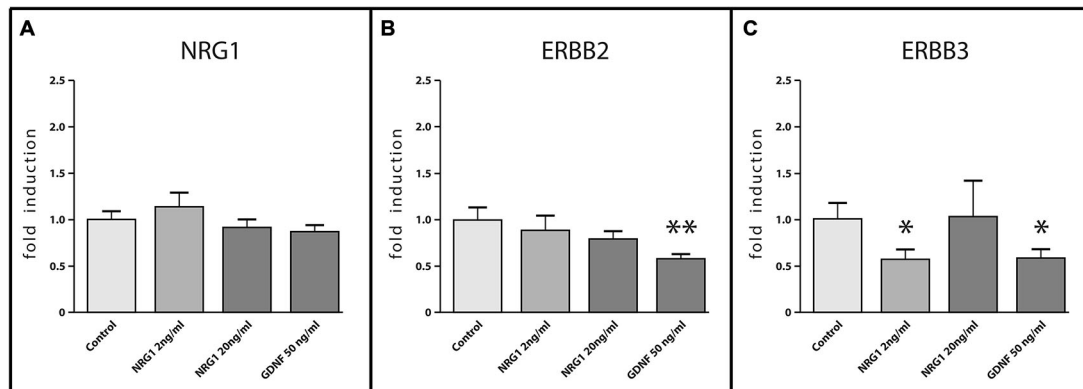 A
NRG1
fold induction
2.5
2.0
1.5
1.0
0.5
0
Control
NRG1 2ng/ml
NRG1 20ng/ml
GDNF 50 ng/ml
B
ERBB2
fold induction
2.5
2.0
1.5
1.0
0.5
0
**
Control
NRG1 2ng/ml
NRG1 20ng/ml
GDNF 50 ng/ml
C
ERBB3
fold induction
2.5
2.0
1.5
1.0
0.5
0
*
*
Control
NRG1 2ng/ml
NRG1 20ng/ml
GDNF 50 ng/ml